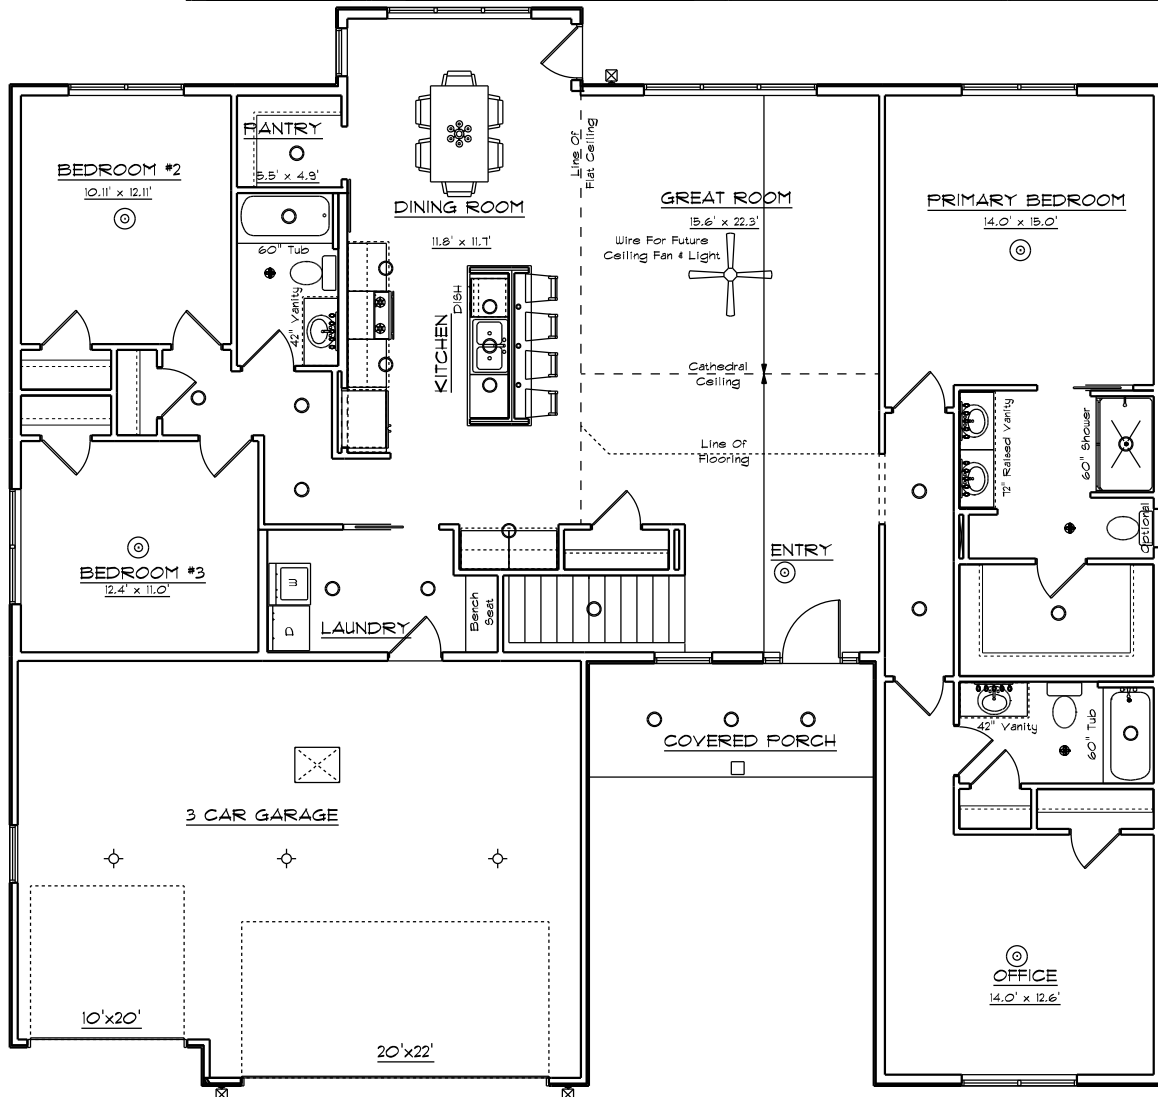 PANTRY
5.5' x 4.9'
BEDROOM #2
10.11' x 12.11'
60" Tub
42" Vanity
DINING ROOM
11.8' x 11.7'
KITCHEN
DISH
Line Of
Flat Ceiling
GREAT ROOM
15.6' x 22.3'
Wire For Future
Ceiling Fan & Light
Cathedral
Ceiling
Line Of
Flooring
PRIMARY BEDROOM
14.0' x 15.0'
72" Raised Vanity
60" Shower
Optional
BEDROOM #3
12.4' x 11.0'
W
D
LAUNDRY
Bench
Seat
ENTRY
COVERED PORCH
42" Vanity
60" Tub
3 CAR GARAGE
10'x20'
20'x22'
OFFICE
14.0' x 12.6'